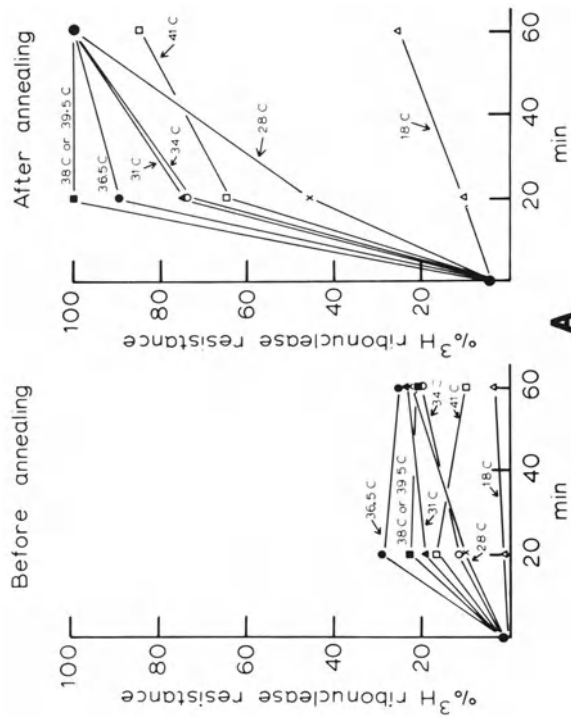 Before annealing
% ³H ribonuclease resistance
100
80
60
40
20
36.5 C
38 C or 39.5 C
31 C
34 C
41 C
28 C
18 C
20
40
60
min
After annealing
% ³H ribonuclease resistance
100
80
60
40
20
38 C or 39.5 C
36.5 C
31 C
34 C
41 C
28 C
18 C
20
40
60
min
A